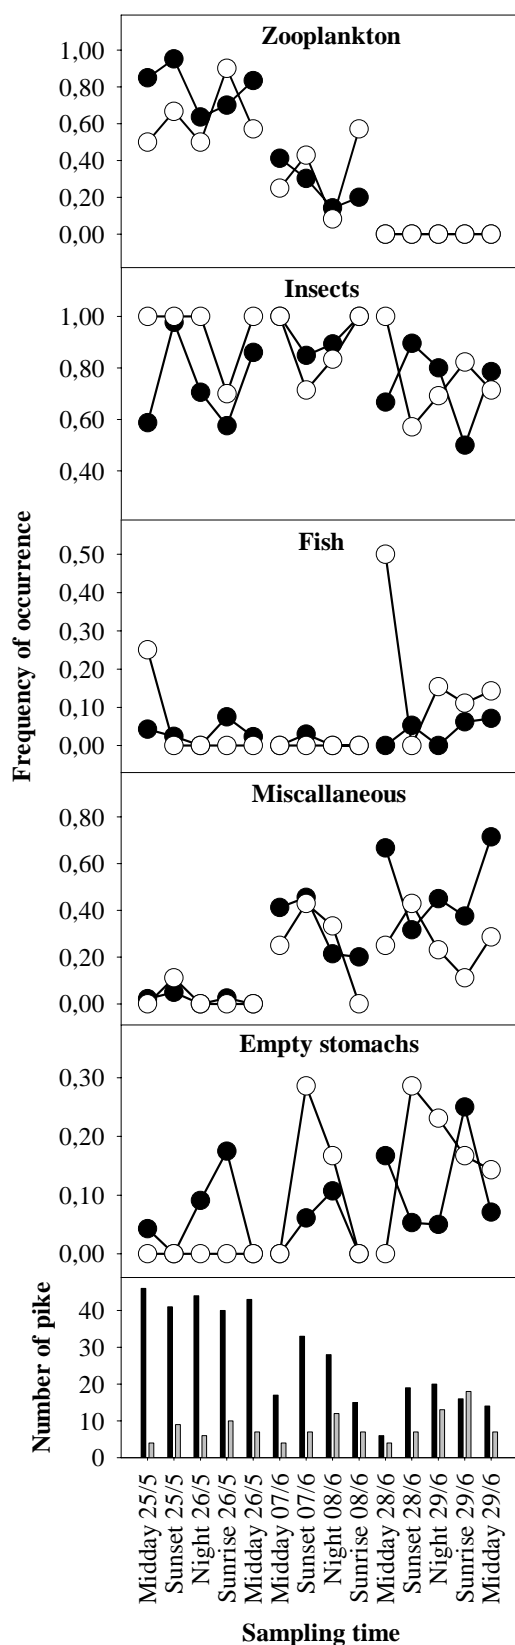 Zooplankton
1,00
0,80
0,60
0,40
0,20
0,00
Insects
1,00
0,80
0,60
0,40
Frequency of occurrence
Fish
0,50
0,40
0,30
0,20
0,10
0,00
Miscallaneous
0,80
0,60
0,40
0,20
0,00
Empty stomachs
0,30
0,20
0,10
0,00
Number of pike
40
30
20
10
0
Midday 25/5
Sunset 25/5
Night 26/5
Sunrise 26/5
Midday 26/5
Midday 07/6
Sunset 07/6
Night 08/6
Sunrise 08/6
Midday 28/6
Sunset 28/6
Night 29/6
Sunrise 29/6
Midday 29/6
Sampling time